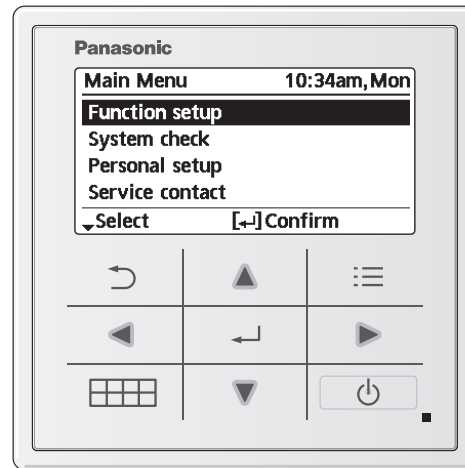 Panasonic
Main Menu 10:34am,Mon
Function setup
System check
Personal setup
Service contact
Select [↵]Confirm